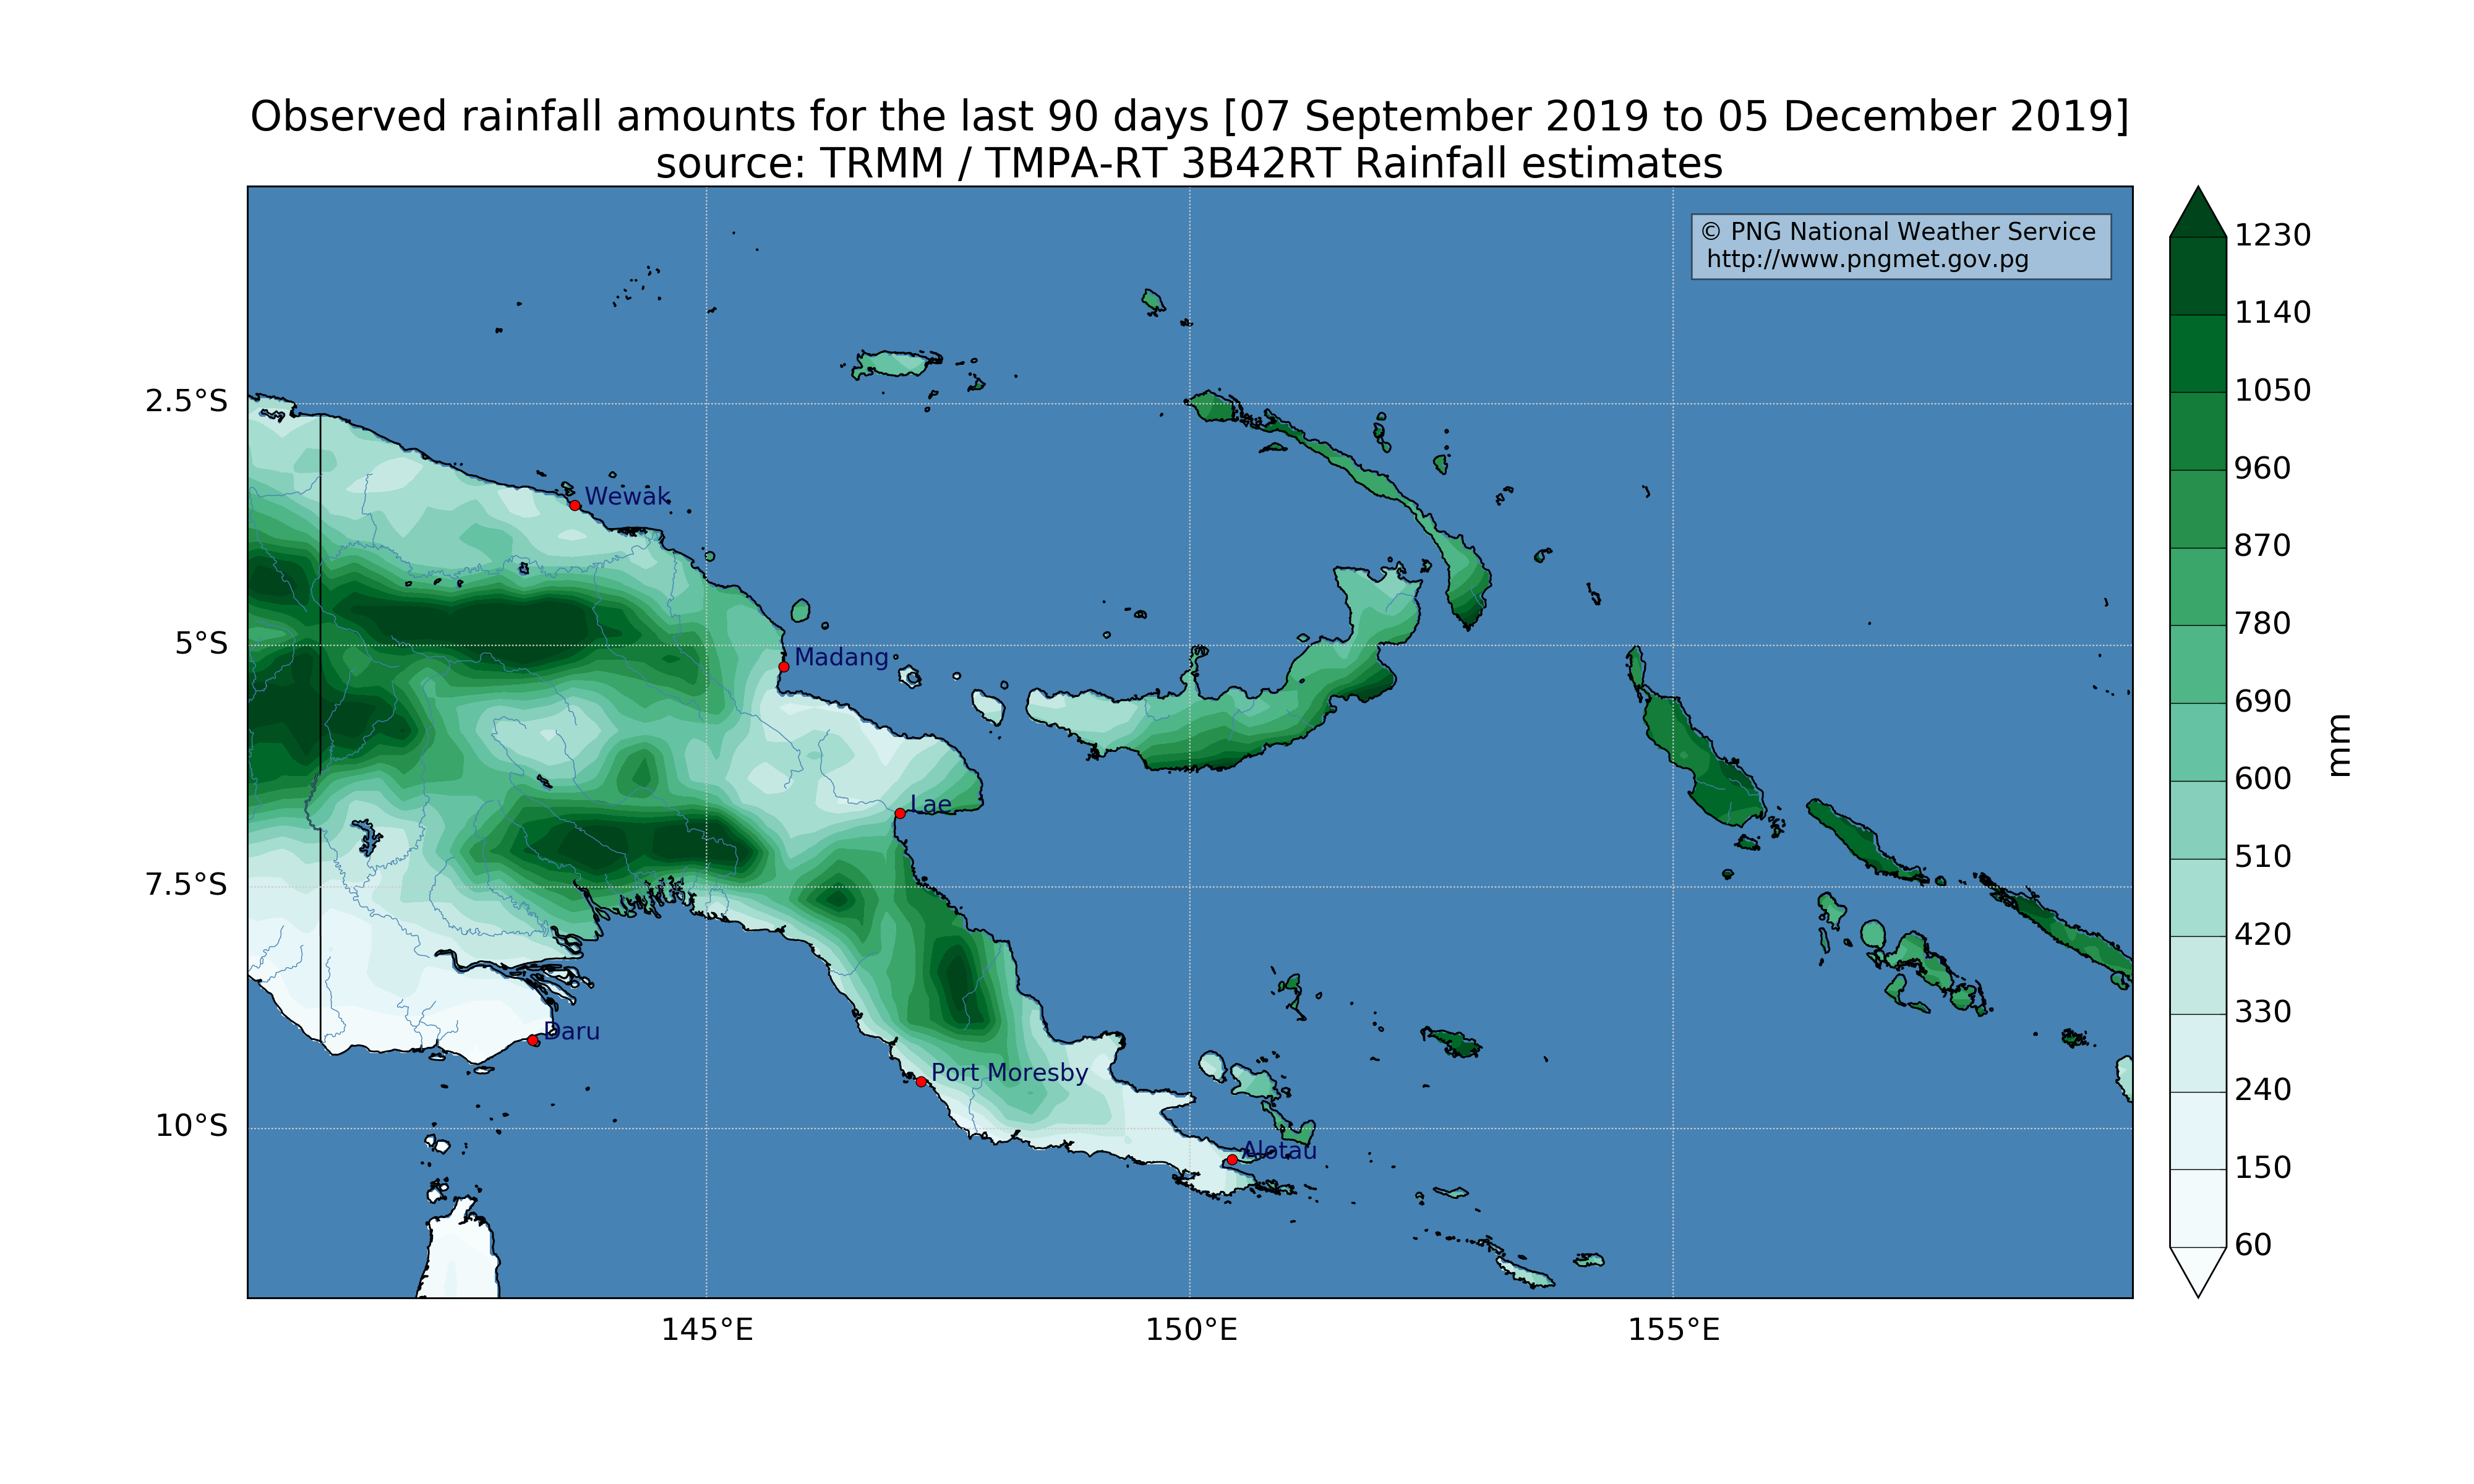 Observed rainfall amounts for the last 90 days [07 September 2019 to 05 December 2019]
source: TRMM / TMPA-RT 3B42RT Rainfall estimates
© PNG National Weather Service
http://www.pngmet.gov.pg
2.5°S
5°S
7.5°S
10°S
Wewak
Madang
Lae
Daru
Port Moresby
Alotau
145°E
150°E
155°E
1230
1140
1050
960
870
780
690
600
510
420
330
240
150
60
mm